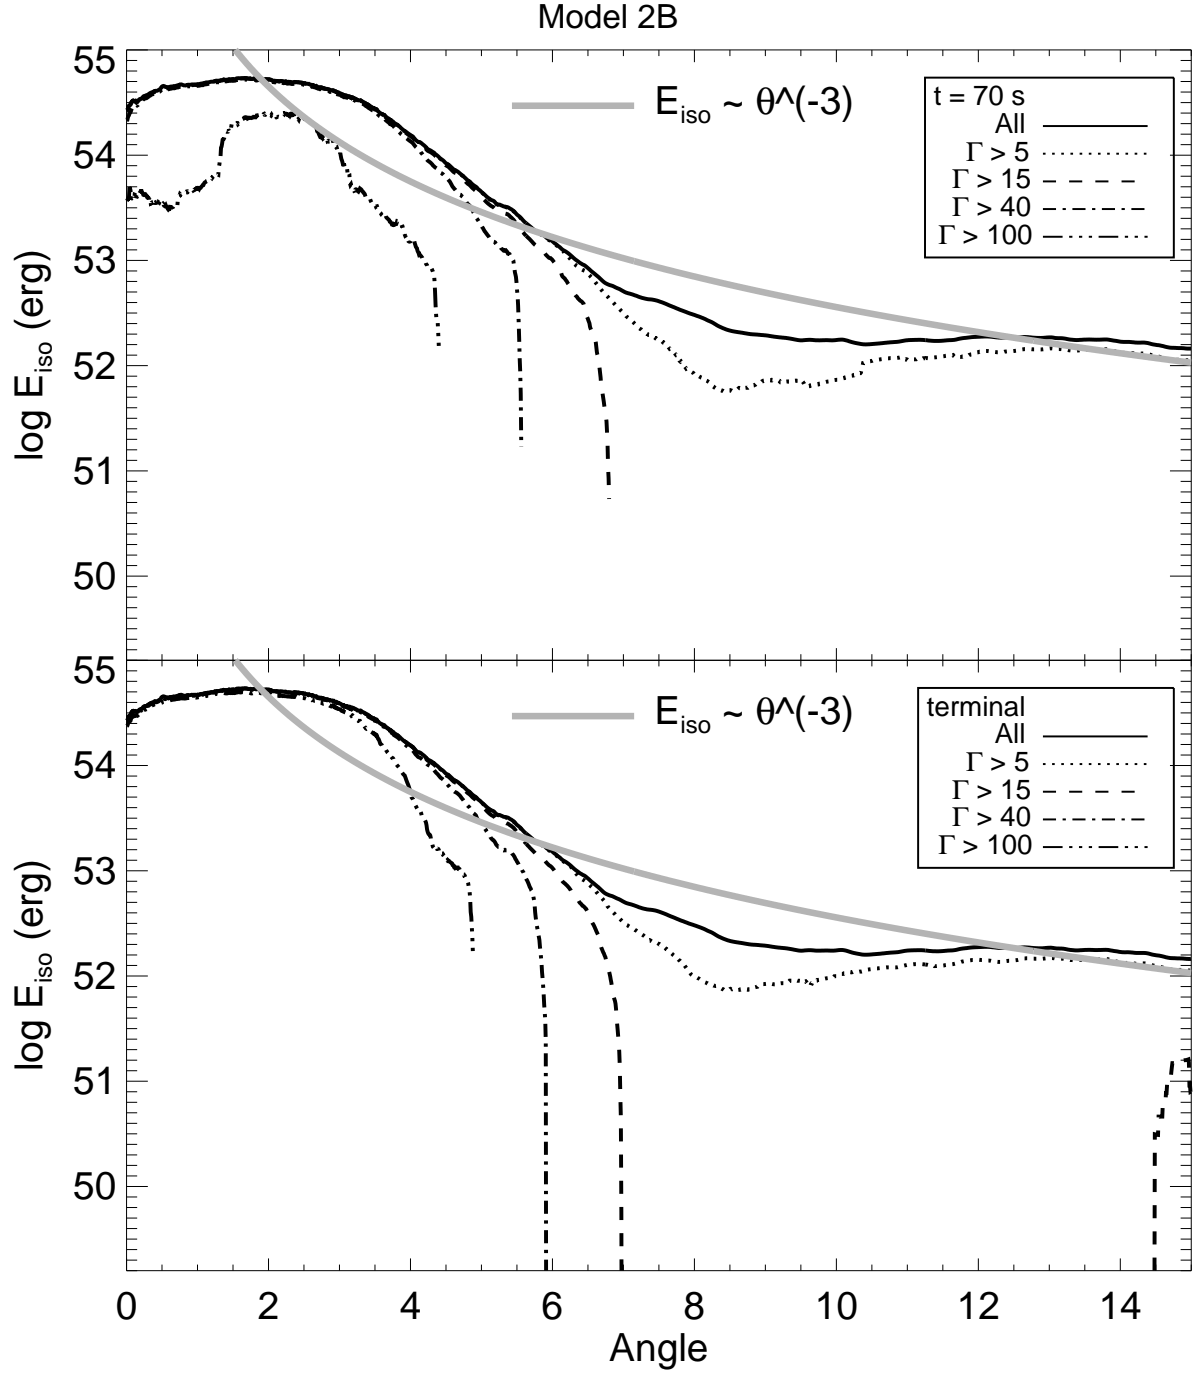 Model 2B
55
54
53
52
51
50
log E_iso (erg)
E_iso ~ θ^(-3)
t = 70 s
All
Γ > 5
Γ > 15
Γ > 40
Γ > 100
55
54
53
52
51
50
log E_iso (erg)
E_iso ~ θ^(-3)
terminal
All
Γ > 5
Γ > 15
Γ > 40
Γ > 100
0 2 4 6 8 10 12 14
Angle